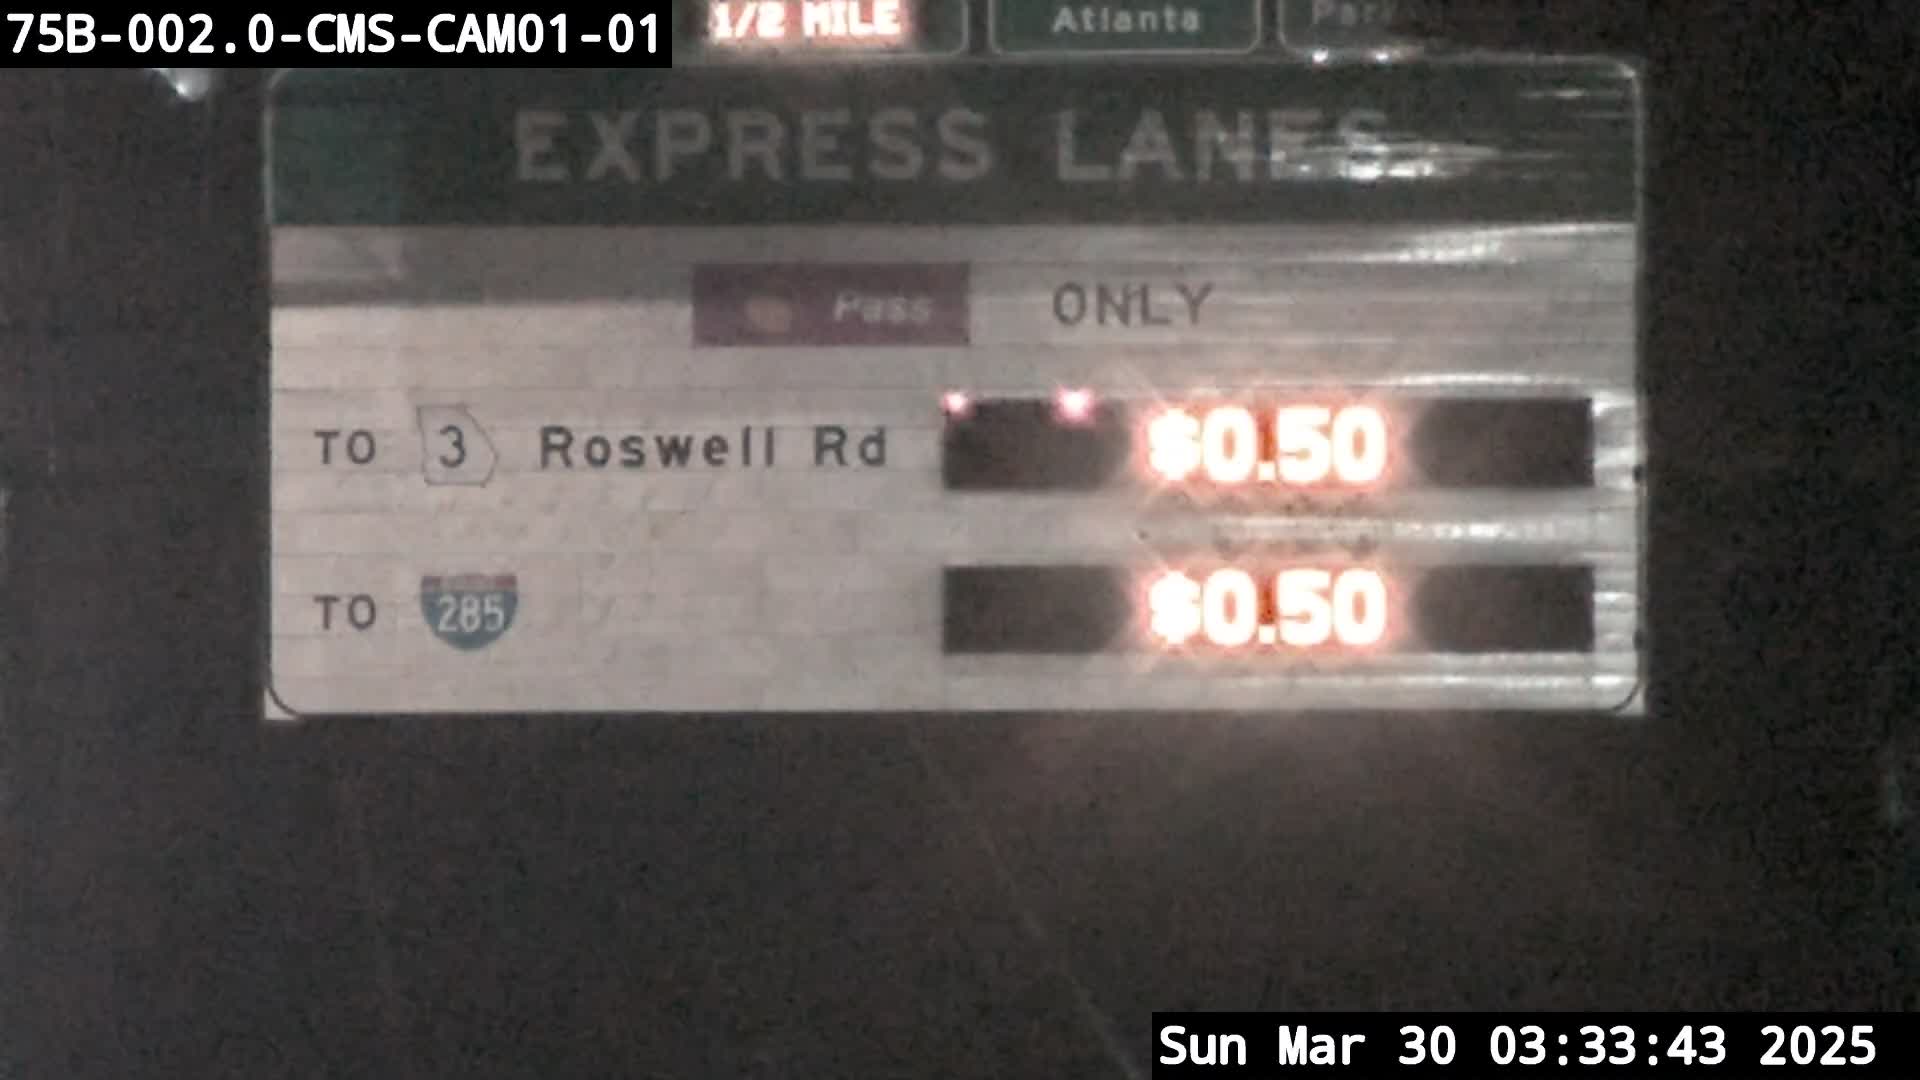 75B-002.0-CMS-CAM01-01
1/2 MILE
Atlanta
EXPRESS LANES
Pass ONLY
TO 3 Roswell Rd $0.50
TO 285 $0.50
Sun Mar 30 03:33:43 2025